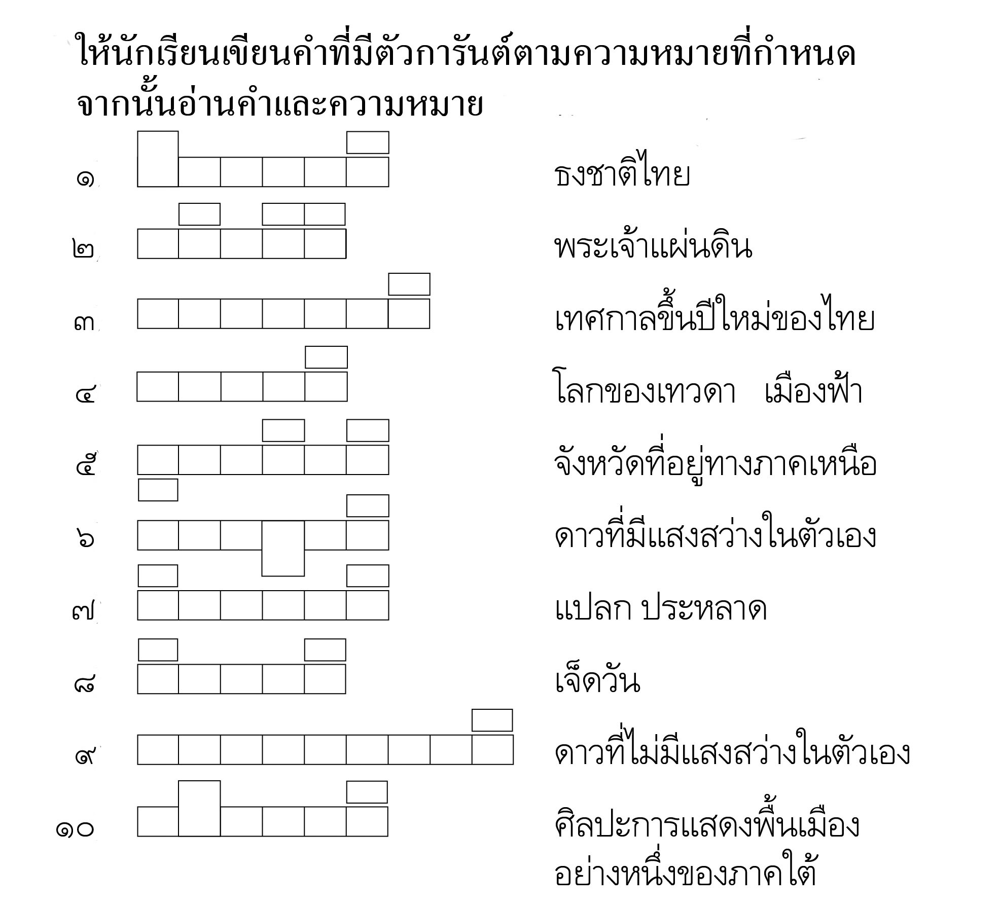 ให้นักเรียนเขียนคำที่มีตัวการันต์ตามความหมายที่กำหนด
จากนั้นอ่านคำและความหมาย
๑ ธงชาติไทย
๒ พระเจ้าแผ่นดิน
๓ เทศกาลขึ้นปีใหม่ของไทย
๔ โลกของเทวดา เมืองฟ้า
๕ จังหวัดที่อยู่ทางภาคเหนือ
๖ ดาวที่มีแสงสว่างในตัวเอง
๗ แปลก ประหลาด
๘ เจ็ดวัน
๙ ดาวที่ไม่มีแสงสว่างในตัวเอง
๑๐ ศิลปะการแสดงพื้นเมือง
อย่างหนึ่งของภาคใต้